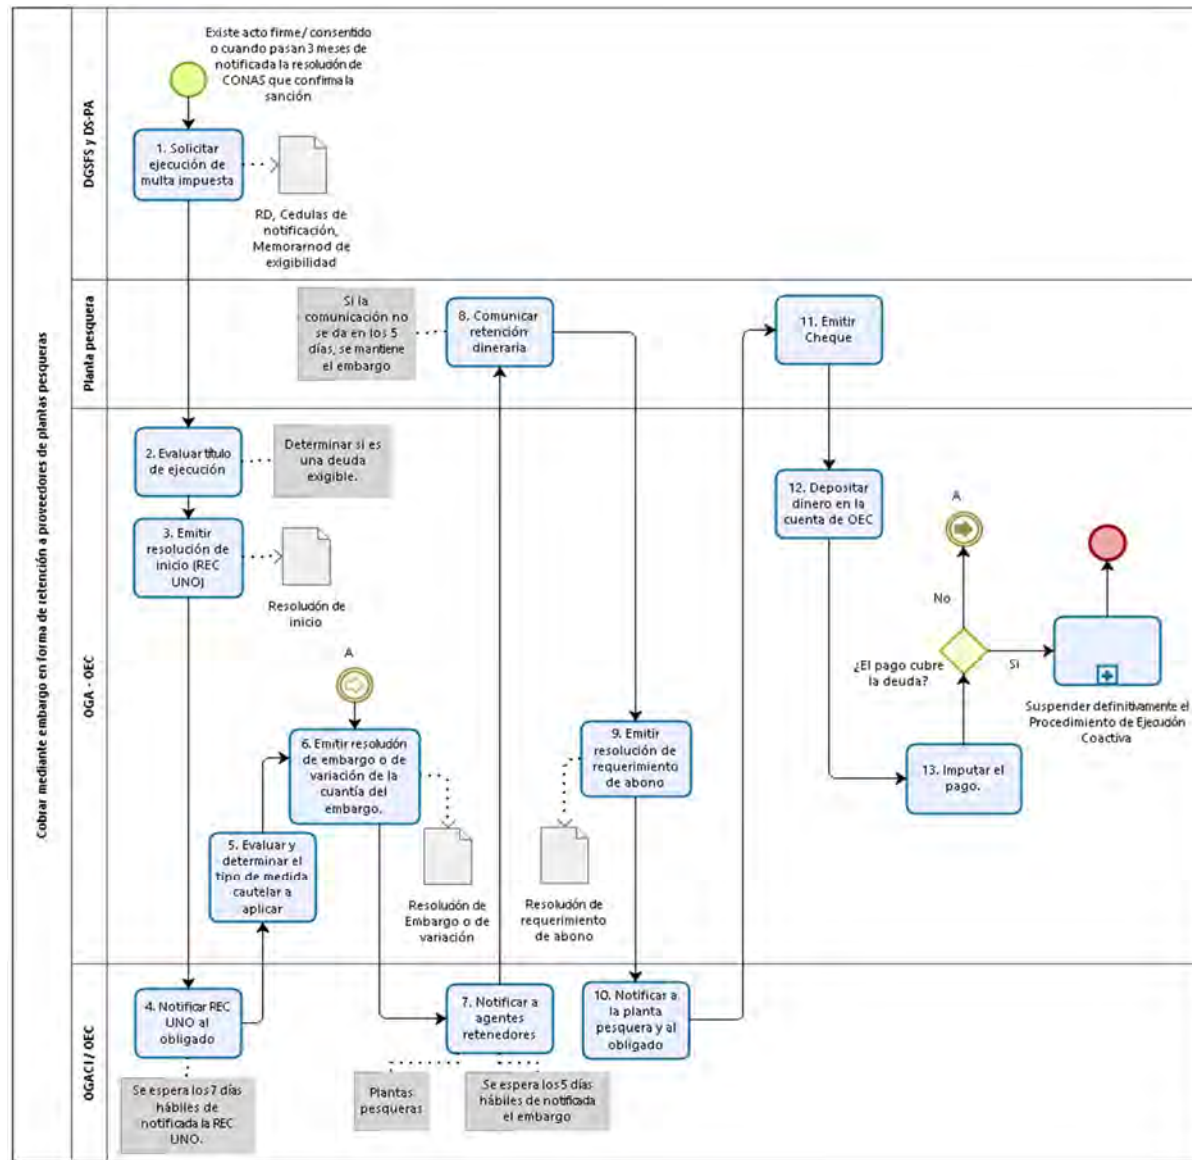 Cobrar mediante embargo en forma de retención a proveedores de plantas pesqueras
DGSFS y DS-PA
Existe acto firme/ consentido
o cuando pasan 3 meses de
notificada la resolución de
CONAS que confirma la
sanción
1. Solicitar
ejecución de
multa impuesta
RD, Cedulas de
notificación,
Memorarnod de
exigibilidad
Planta pesquera
Si la
comunicación no
se da en los 5
días, se mantiene
el embargo
8. Comunicar
retención
dineraria
11. Emitir
Cheque
OGA - OEC
2. Evaluar título
de ejecución
Determinar si es
una deuda
exigible.
3. Emitir
resolución de
inicio (REC
UNO)
Resolución de
inicio
A
6. Emitir resolución
de embargo o de
variación de la
cuantía del
embargo.
5. Evaluar y
determinar el
tipo de medida
cautelar a
aplicar
Resolución de
Embargo o de
variación
9. Emitir
resolución de
requerimiento
de abono
Resolución de
requerimiento
de abono
12. Depositar
dinero en la
cuenta de OEC
A
No
¿El pago cubre
la deuda?
Si
Suspender definitivamente el
Procedimiento de Ejecución
Coactiva
13. Imputar el
pago.
OGACI / OEC
4. Notificar REC
UNO al
obligado
Se espera los 7 días
hábiles de
notificada la REC
UNO.
7. Notificar a
agentes
retenedores
Plantas
pesqueras
Se espera los 5 días
hábiles de notificada
el embargo
10. Notificar a
la planta
pesquera y al
obligado